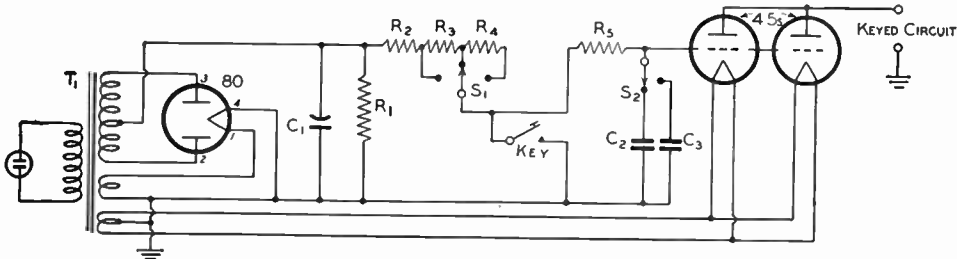 R2 R3 R4
R5
45s
KEYED CIRCUIT
T1
3
80
4
1
2
C1
R1
S1
KEY
S2
C2
C3